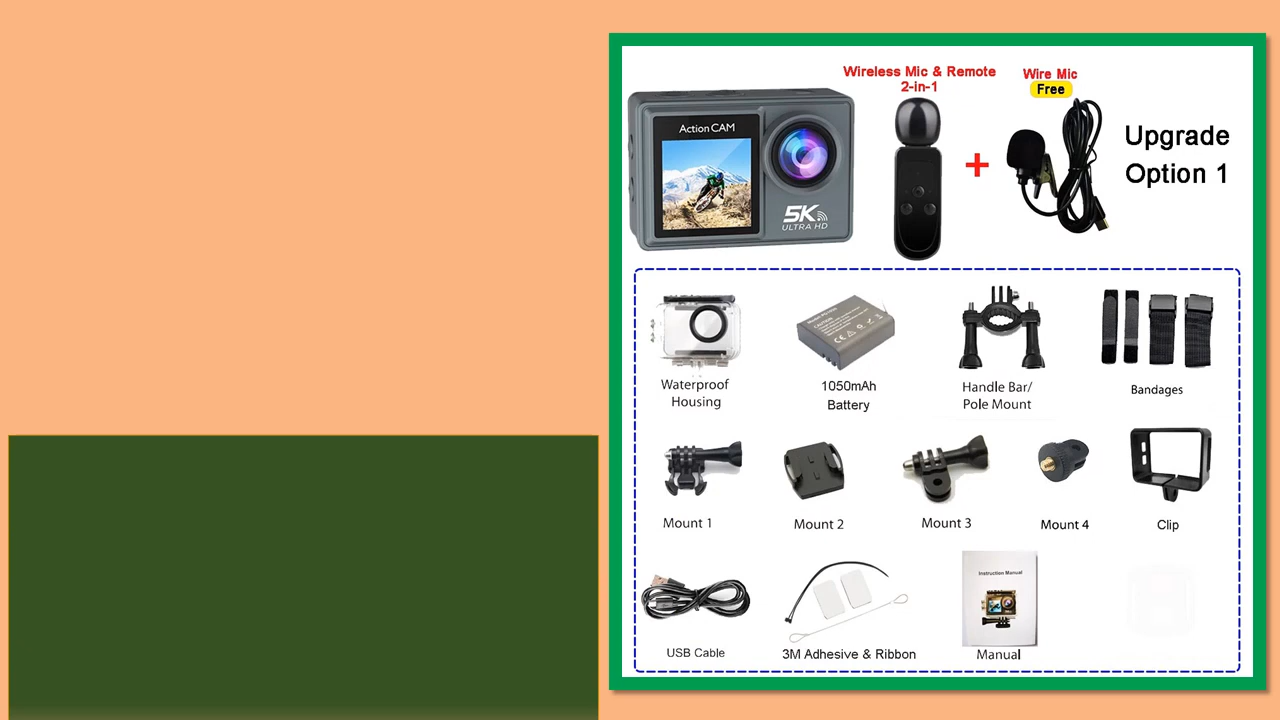 Wireless Mic & Remote
2-in-1
Wire Mic
Free
Upgrade
Option 1
Action CAM
5K
ULTRA HD
Waterproof
Housing
1050mAh
Battery
Handle Bar/
Pole Mount
Bandages
Mount 1
Mount 2
Mount 3
Mount 4
Clip
USB Cable
3M Adhesive & Ribbon
Instruction Manual
Manual